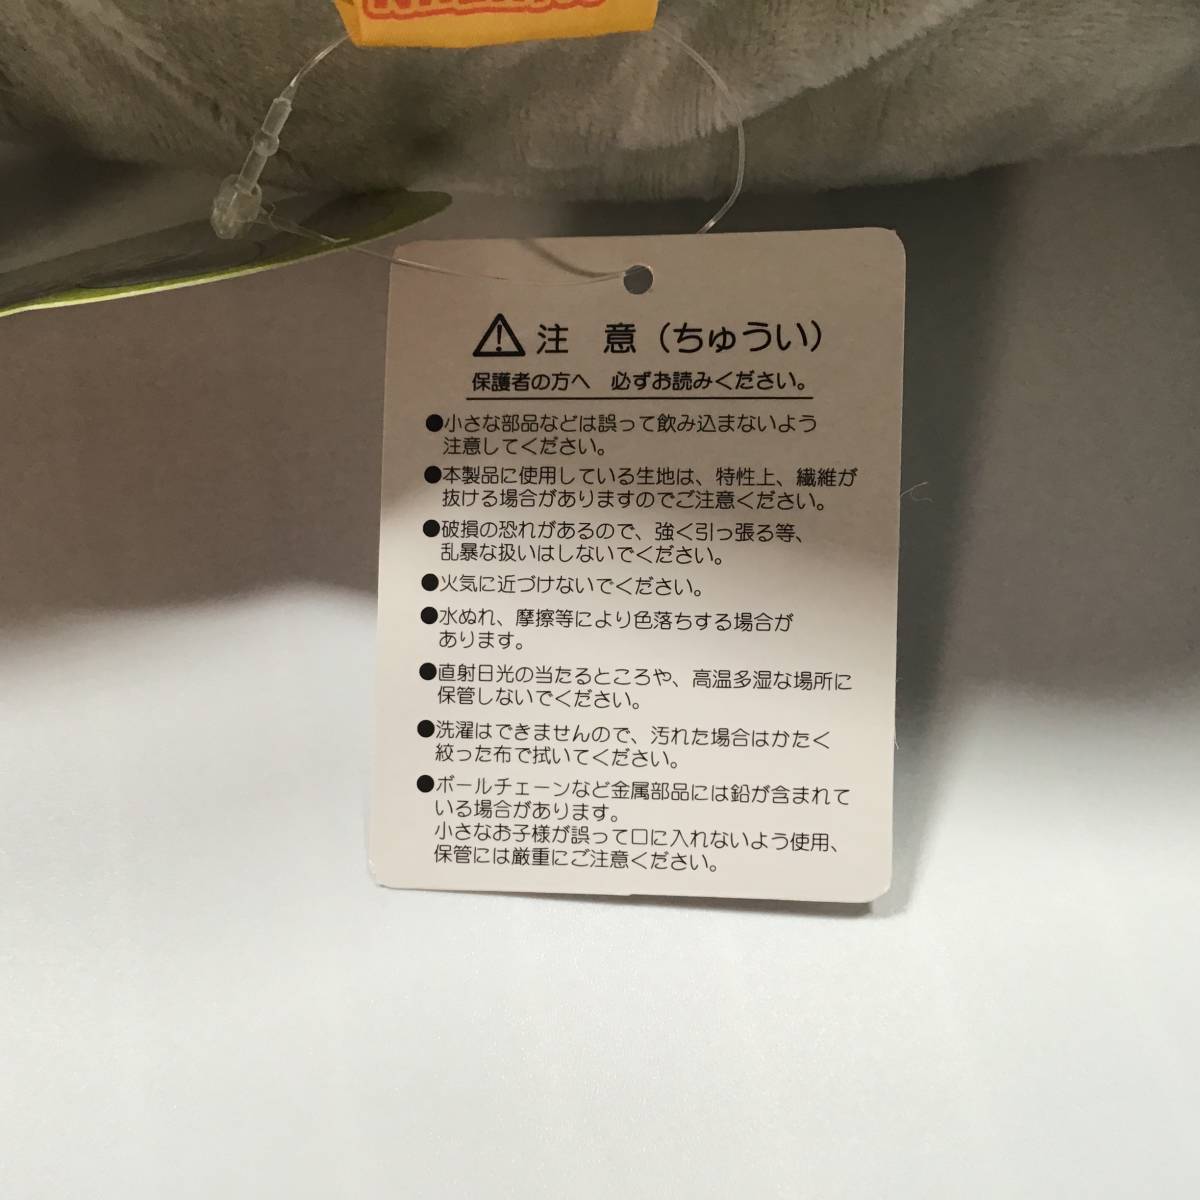 ⚠注 意(ちゅうい)
保護者の方へ 必ずお読みください。
●小さな部品などは誤って飲み込まないよう
注意してください。
●本製品に使用している生地は、特性上、繊維が
抜ける場合がありますのでご注意ください。
●破損の恐れがあるので、強く引っ張る等、
乱暴な扱いはしないでください。
●火気に近づけないでください。
●水ぬれ、摩擦等により色落ちする場合が
あります。
●直射日光の当たるところや、高温多湿な場所に
保管しないでください。
●洗濯はできませんので、汚れた場合はかたく
絞った布で拭いてください。
●ボールチェーンなど金属部品には鉛が含まれて
いる場合があります。
小さなお子様が誤って口に入れないよう使用、
保管には厳重にご注意ください。